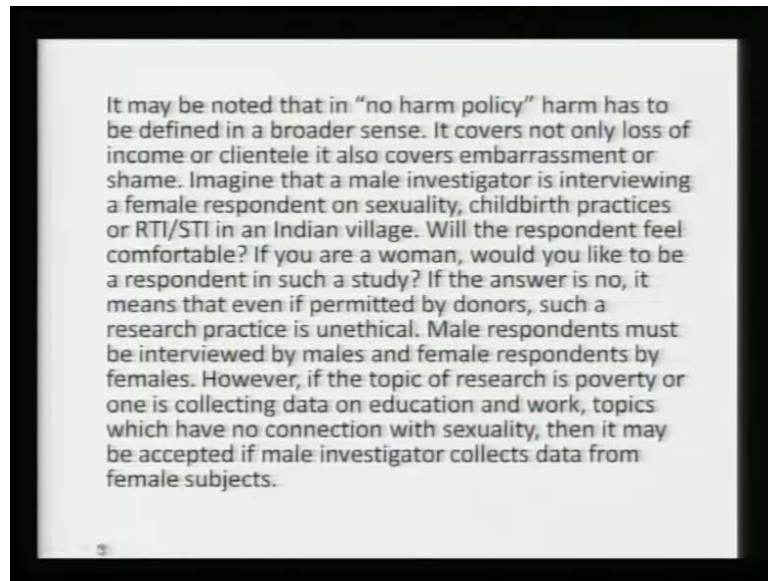 It may be noted that in “no harm policy” harm has to
be defined in a broader sense. It covers not only loss of
income or clientele it also covers embarrassment or
shame. Imagine that a male investigator is interviewing
a female respondent on sexuality, childbirth practices
or RTI/STI in an Indian village. Will the respondent feel
comfortable? If you are a woman, would you like to be
a respondent in such a study? If the answer is no, it
means that even if permitted by donors, such a
research practice is unethical. Male respondents must
be interviewed by males and female respondents by
females. However, if the topic of research is poverty or
one is collecting data on education and work, topics
which have no connection with sexuality, then it may
be accepted if male investigator collects data from
female subjects.